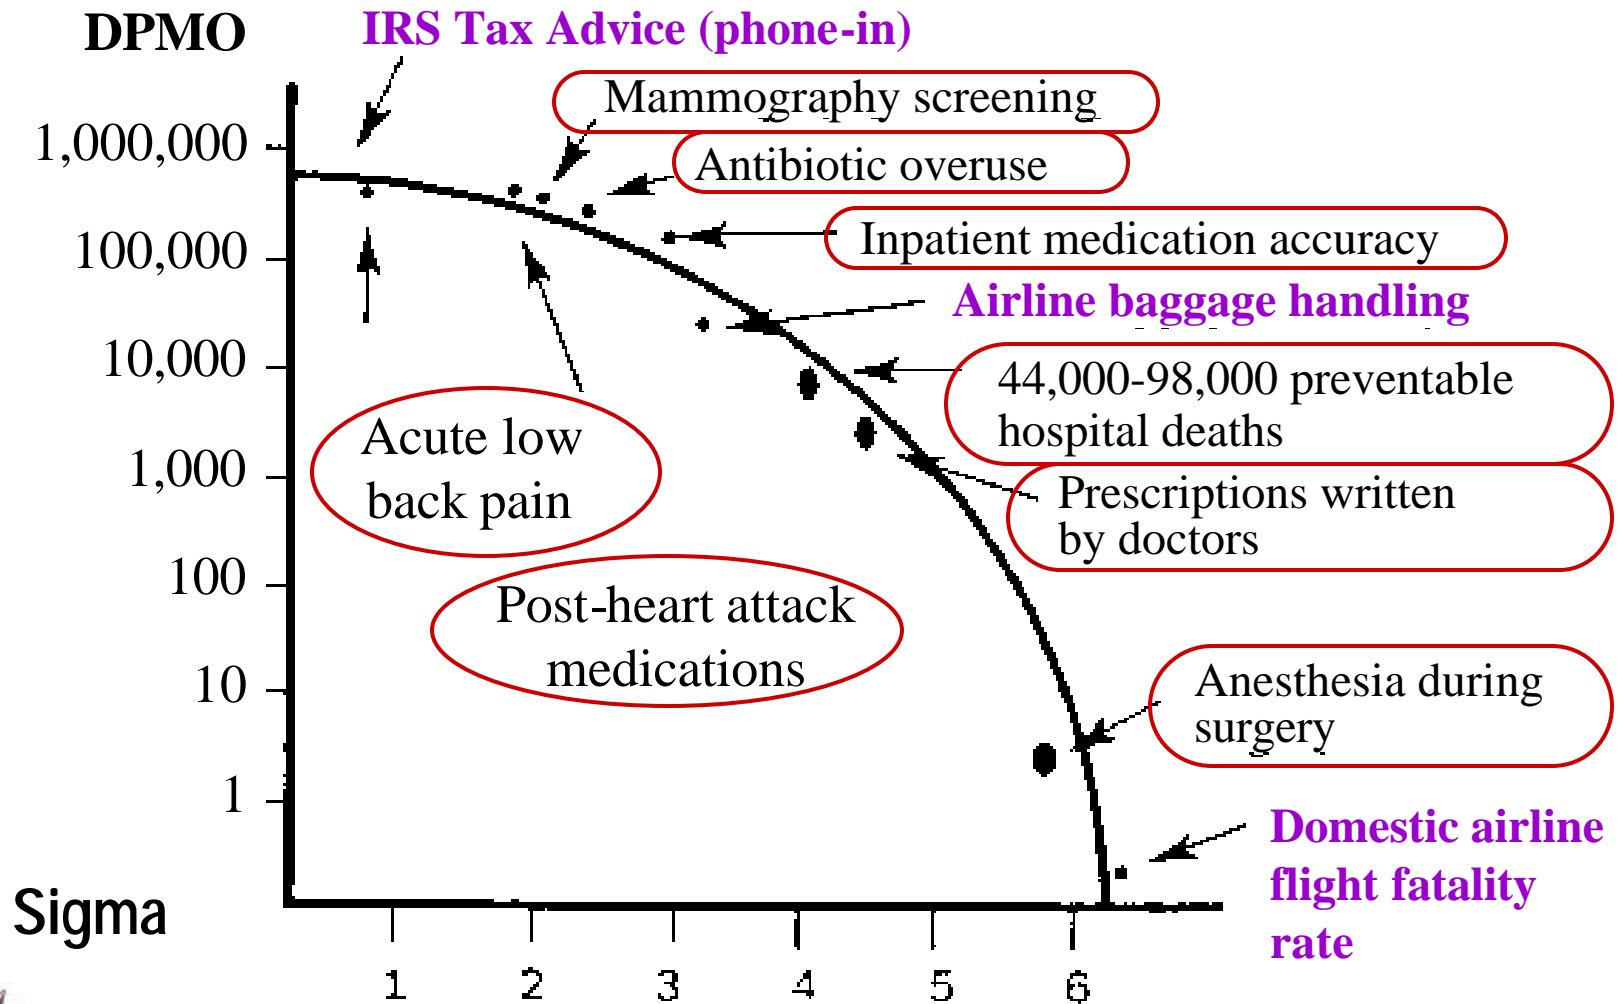 DPMO
IRS Tax Advice (phone-in)
Mammography screening
1,000,000
Antibiotic overuse
100,000
Inpatient medication accuracy
Airline baggage handling
10,000
44,000-98,000 preventable
hospital deaths
Acute low
back pain
1,000
Prescriptions written
by doctors
100
Post-heart attack
medications
10
Anesthesia during
surgery
1
Domestic airline
flight fatality
rate
Sigma
1 2 3 4 5 6